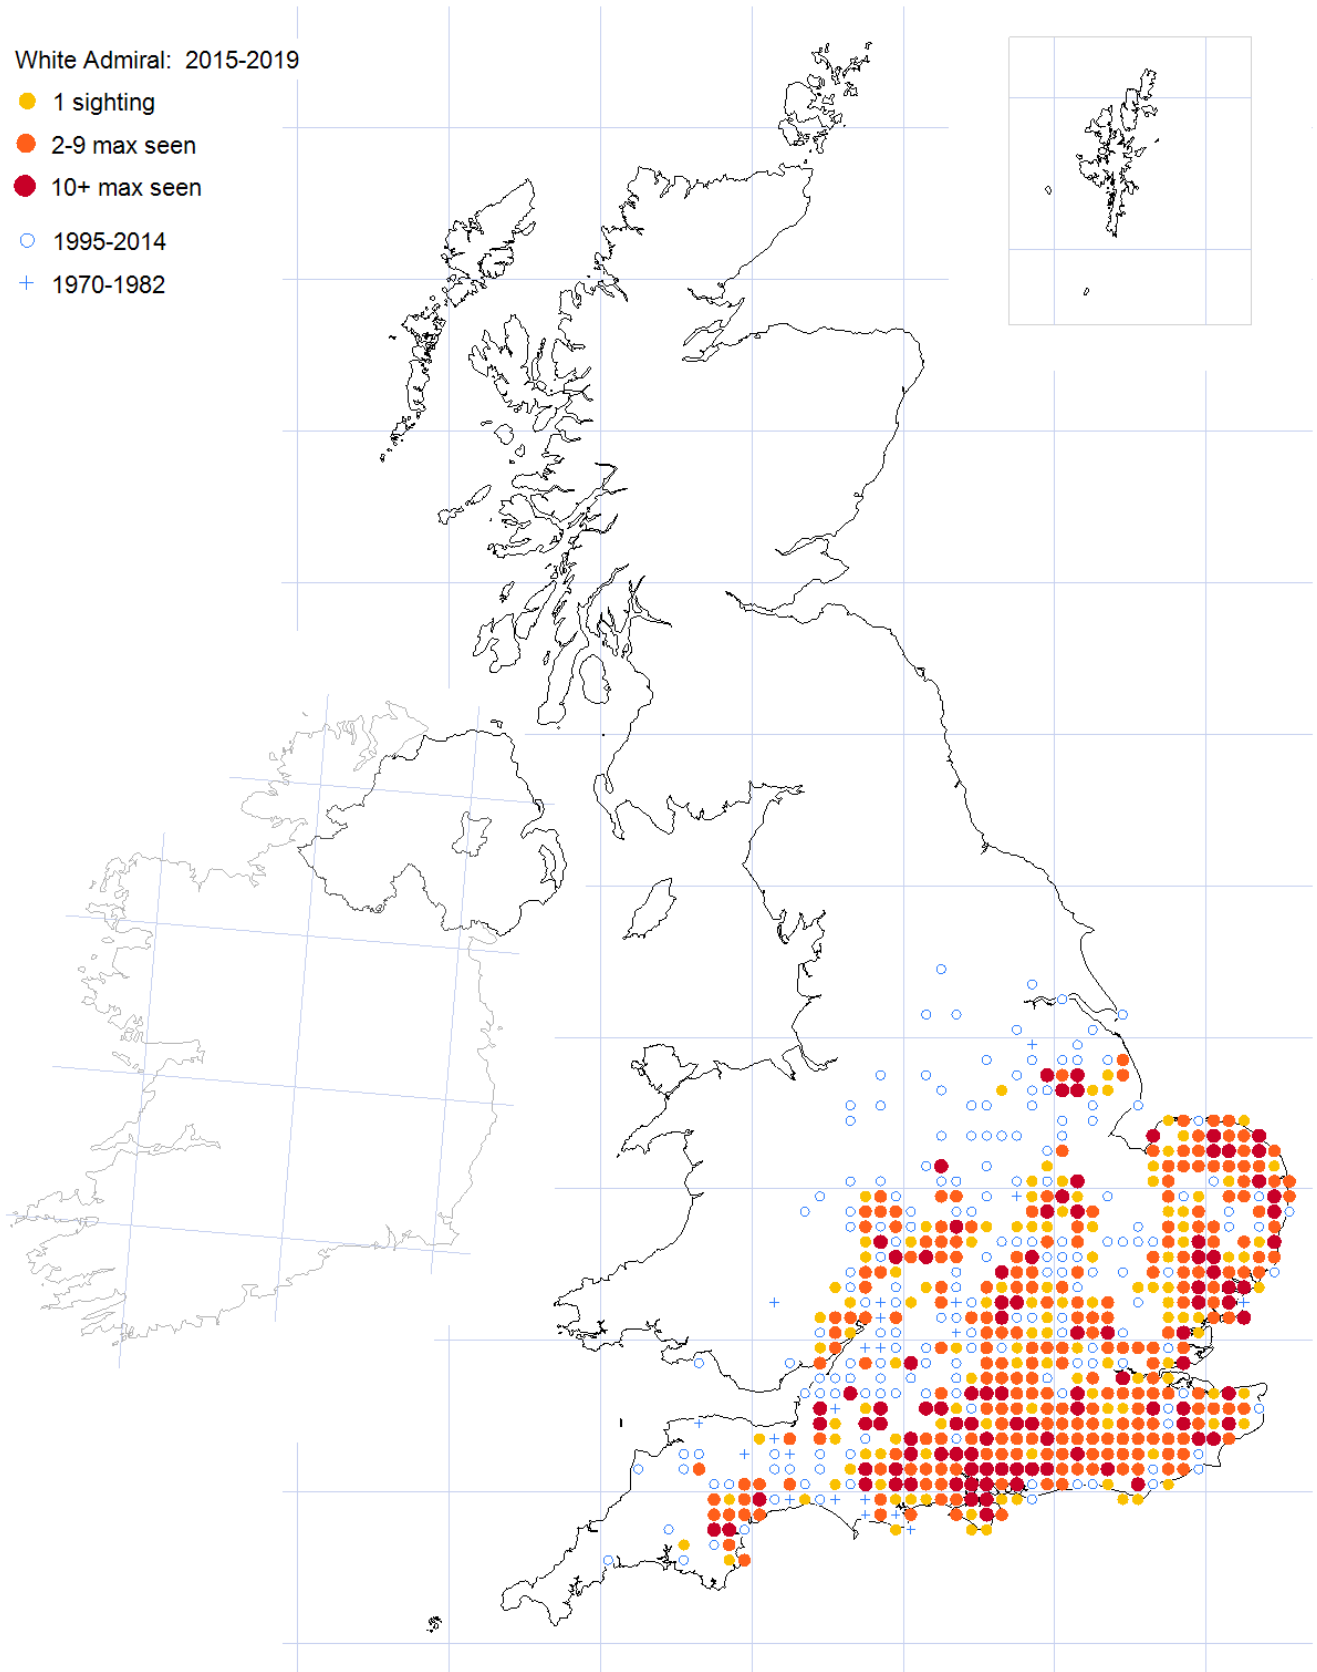 White Admiral: 2015-2019
1 sighting
2-9 max seen
10+ max seen
1995-2014
1970-1982